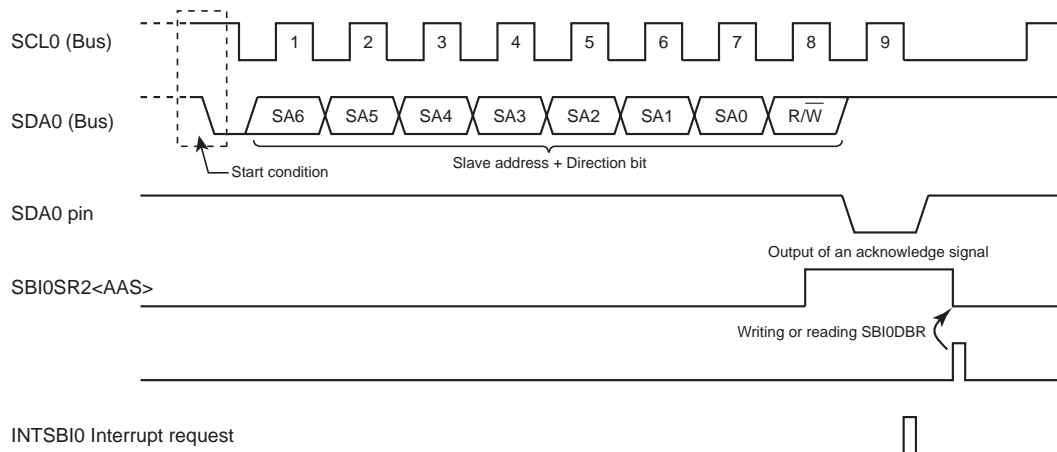 SCL0 (Bus)
1 2 3 4 5 6 7 8 9
SDA0 (Bus)
SA6 SA5 SA4 SA3 SA2 SA1 SA0 R/W̅
Start condition
Slave address + Direction bit
SDA0 pin
Output of an acknowledge signal
SBI0SR2<AAS>
Writing or reading SBI0DBR
INTSBI0 Interrupt request